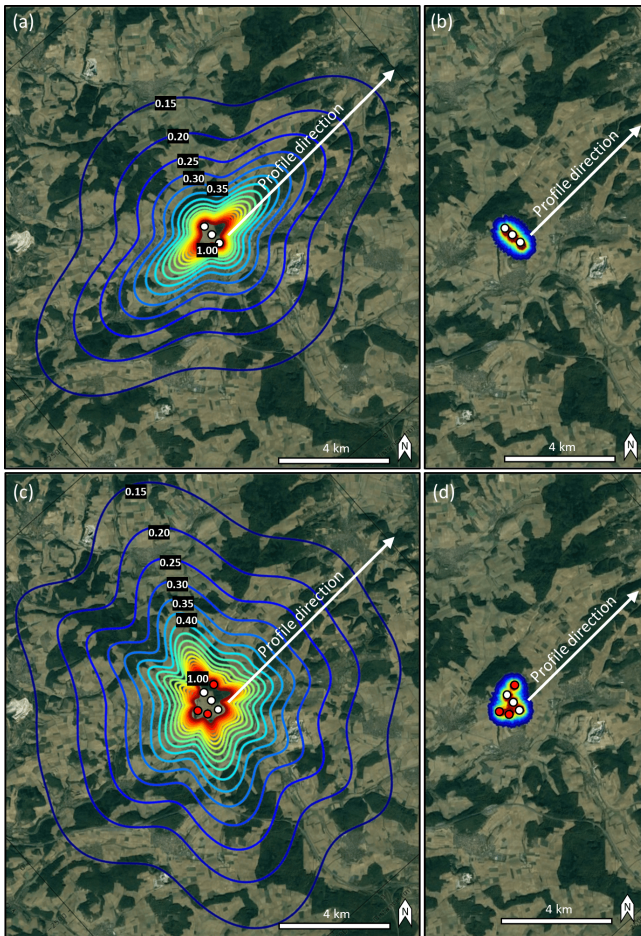 (a)
0.15
0.20
0.25
0.30
0.35
1.00
Profile direction
4 km
N
(b)
Profile direction
4 km
N
(c)
0.15
0.20
0.25
0.30
0.35
0.40
1.00
Profile direction
4 km
N
(d)
Profile direction
4 km
N